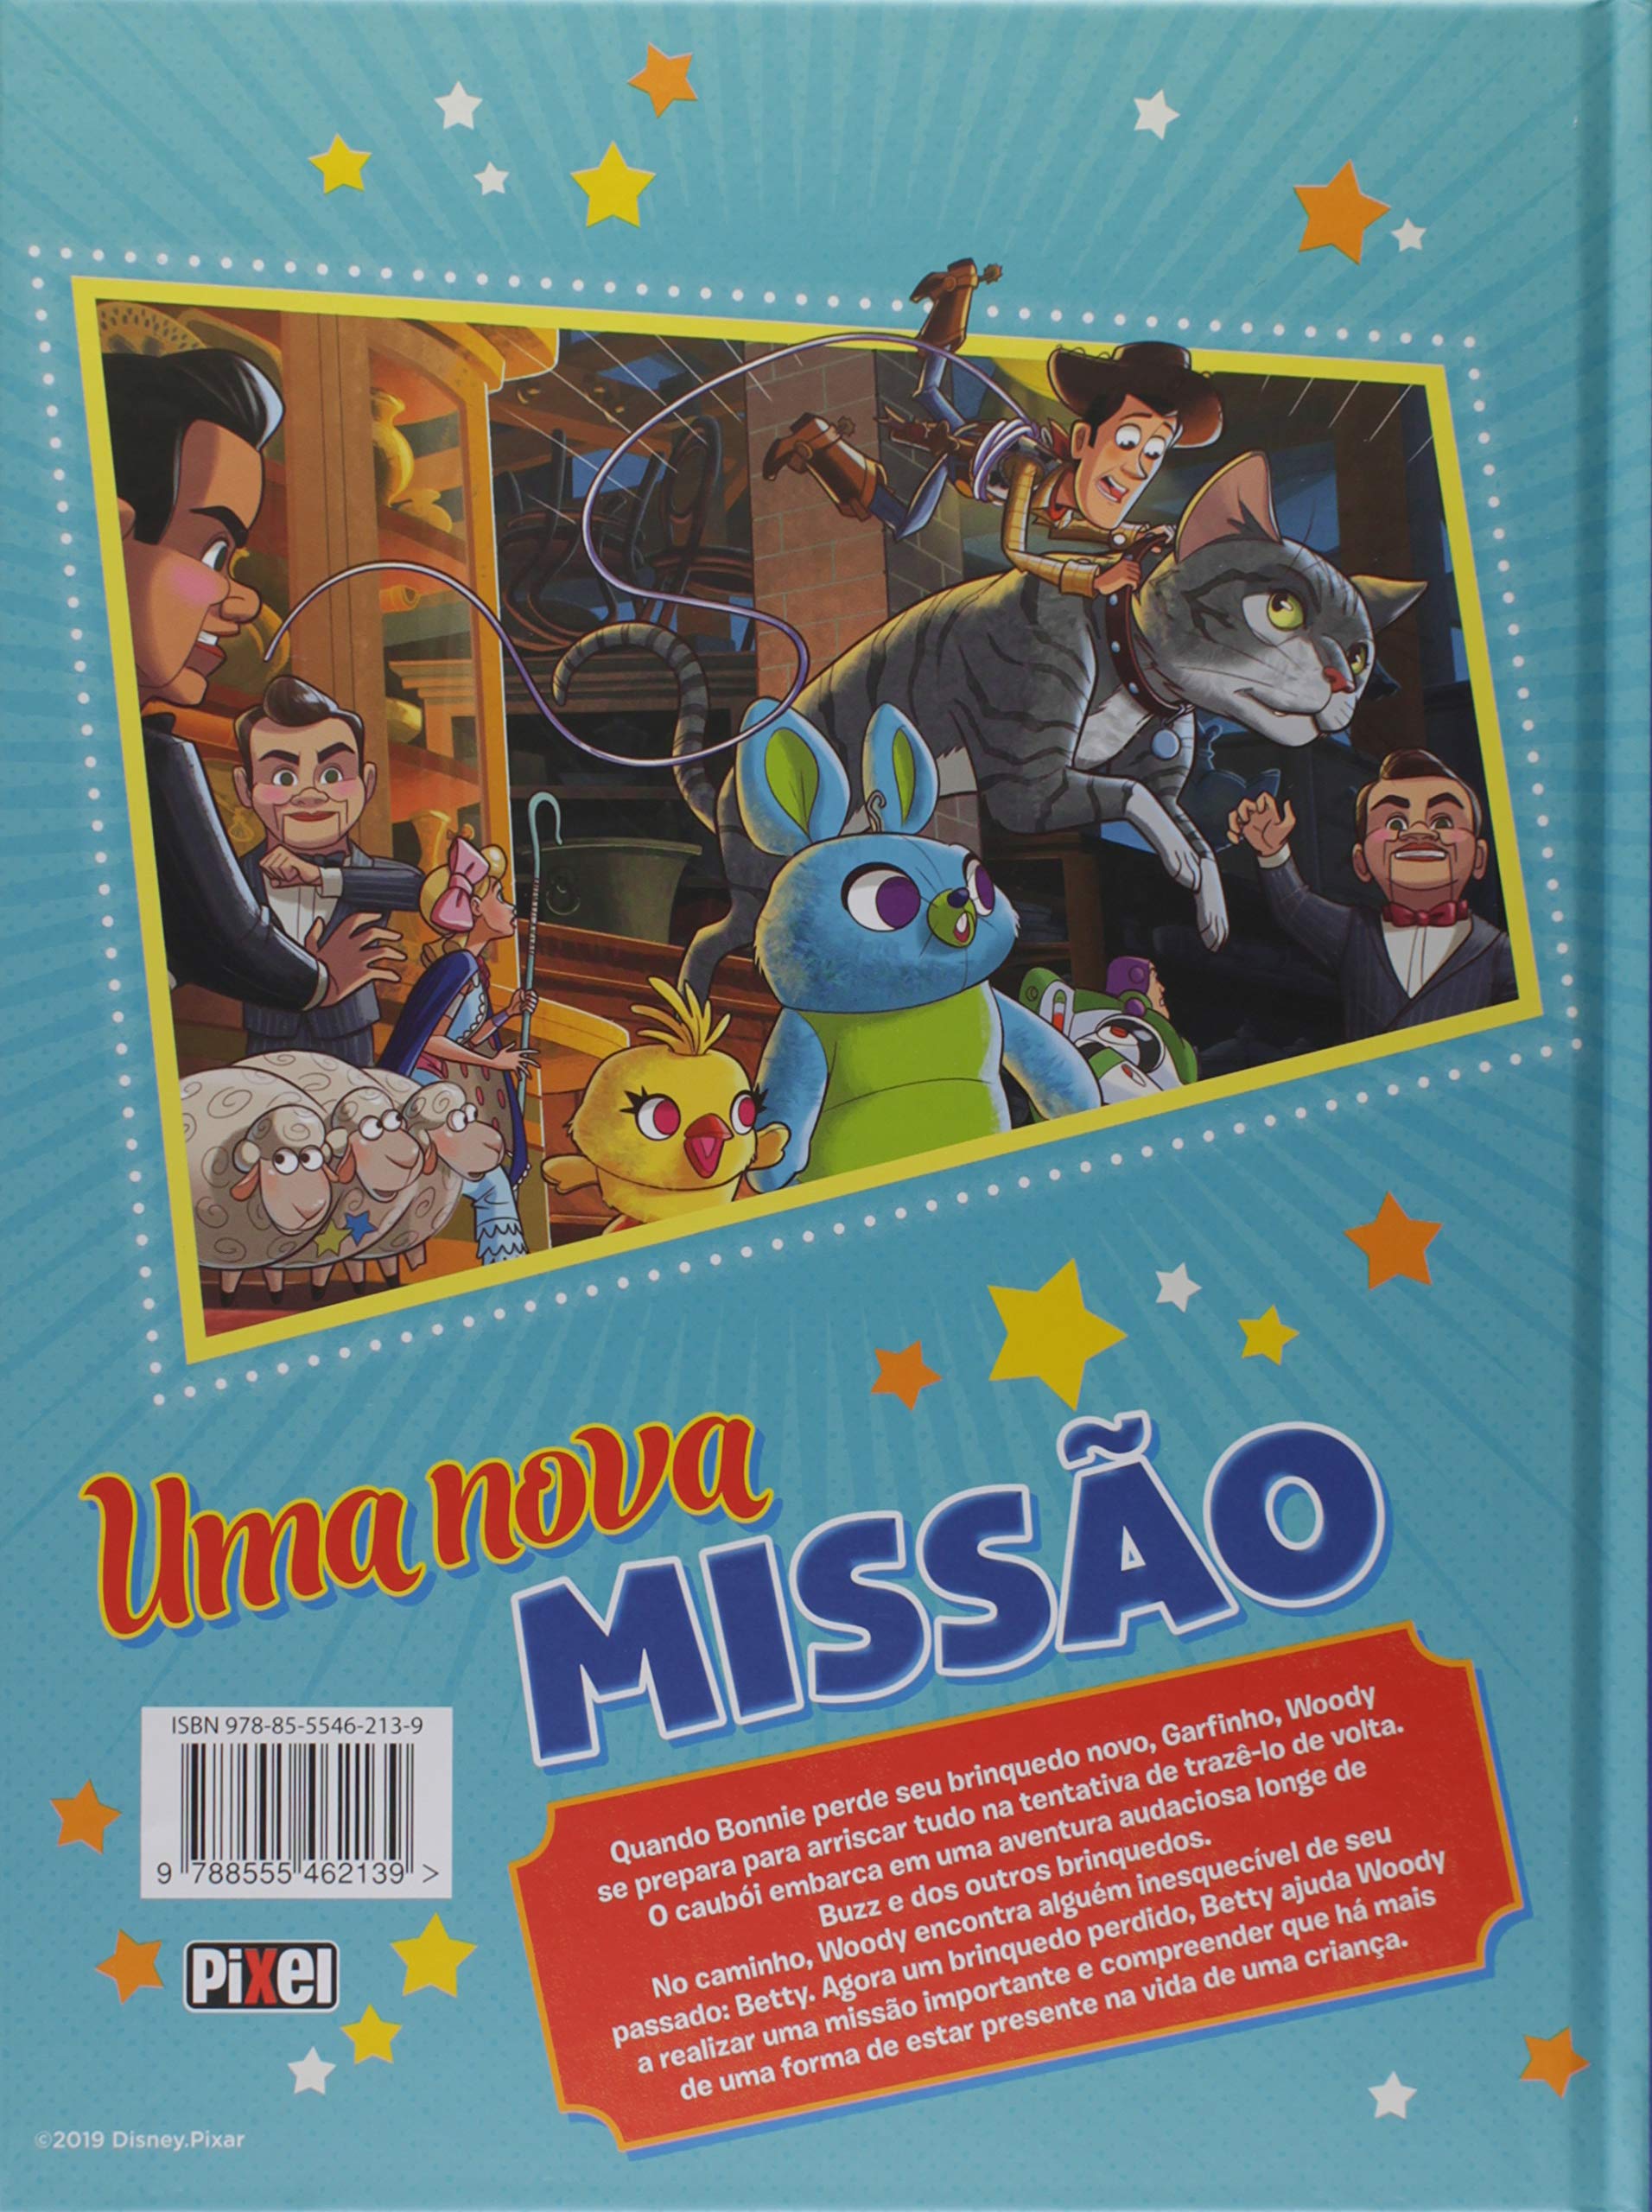 Uma nova
MISSÃO
Quando Bonnie perde seu brinquedo novo, Garfinho, Woody
se prepara para arriscar tudo na tentativa de trazê-lo de volta.
O caubói embarca em uma aventura audaciosa longe de
Buzz e dos outros brinquedos.
No caminho, Woody encontra alguém inesquecível de seu
passado: Betty. Agora um brinquedo perdido, Betty ajuda Woody
a realizar uma missão importante e compreender que há mais
de uma forma de estar presente na vida de uma criança.
ISBN 978-85-5546-213-9
9 788555 462139 >
PiXel
©2019 Disney.Pixar